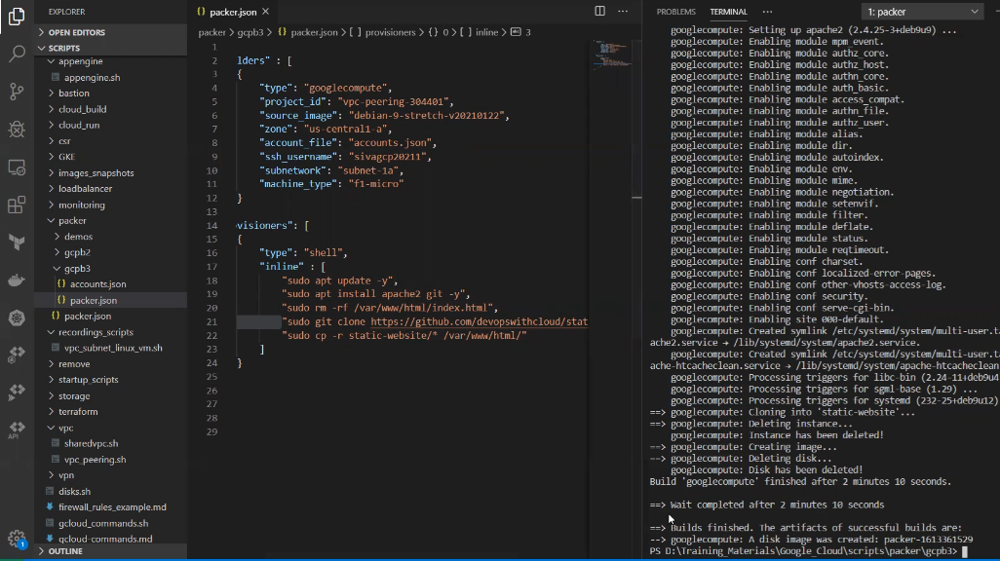 EXPLORER
OPEN EDITORS
SCRIPTS
appengine
appengine.sh
bastion
cloud_build
cloud_run
csr
GKE
images_snapshots
loadbalancer
monitoring
packer
demos
gcpb2
gcpb3
accounts.json
packer.json
packer.json
recording_scripts
vpc_subnet_linux_vm.sh
remove
startup_scripts
storage
terraform
vpc
sharedvpc.sh
vpc_peering.sh
vpn
disks.sh
firewall_rules_example.md
gcloud_commands.sh
gcloud_commands.md
OUTLINE
API
1
packer.json
packer > gcpb3 > {} packer.json > [ ] provisioners > {} 0 > [ ] inline > 3
1
2 lders" : [
3 {
4 "type": "googlecompute",
5 "project_id": "vpc-peering-304401",
6 "source_image": "debian-9-stretch-v20210122",
7 "zone": "us-central1-a",
8 "account_file": "accounts.json",
9 "ssh_username": "sivagcp20211",
10 "subnetwork": "subnet-1a",
11 "machine_type": "f1-micro"
12 }
13
14 visioners": [
15 {
16 "type": "shell",
17 "inline" : [
18 "sudo apt update -y",
19 "sudo apt install apache2 git -y",
20 "sudo rm -rf /var/www/html/index.html",
21 "sudo git clone https://github.com/devopswithcloud/stat
22 "sudo cp -r static-website/* /var/www/html/"
23 ]
24 }
26
27
28
29
PROBLEMS TERMINAL ··· 1: packer
googlecompute: Setting up apache2 (2.4.25-3+deb9u9) ...
googlecompute: Enabling module mpm_event.
googlecompute: Enabling module authz_core.
googlecompute: Enabling module authz_host.
googlecompute: Enabling module authn_core.
googlecompute: Enabling module auth_basic.
googlecompute: Enabling module access_compat.
googlecompute: Enabling module authn_file.
googlecompute: Enabling module authz_user.
googlecompute: Enabling module alias.
googlecompute: Enabling module dir.
googlecompute: Enabling module autoindex.
googlecompute: Enabling module env.
googlecompute: Enabling module mime.
googlecompute: Enabling module negotiation.
googlecompute: Enabling module setenvif.
googlecompute: Enabling module filter.
googlecompute: Enabling module deflate.
googlecompute: Enabling module status.
googlecompute: Enabling module reqtimeout.
googlecompute: Enabling conf charset.
googlecompute: Enabling conf localized-error-pages.
googlecompute: Enabling conf other-vhosts-access-log.
googlecompute: Enabling conf security.
googlecompute: Enabling conf serve-cgi-bin.
googlecompute: Enabling site 000-default.
googlecompute: Created symlink /etc/systemd/system/multi-user.ta
ache2.service → /lib/systemd/system/apache2.service.
googlecompute: Created symlink /etc/systemd/system/multi-user.ta
ache-htcacheclean.service → /lib/systemd/system/apache-htcacheclean
googlecompute: Processing triggers for libc-bin (2.24-11+deb9u4
googlecompute: Processing triggers for sgml-base (1.29) ...
googlecompute: Processing triggers for systemd (232-25+deb9u12)
==> googlecompute: Cloning into 'static-website'...
==> googlecompute: Deleting instance...
googlecompute: Instance has been deleted!
==> googlecompute: Creating image...
==> googlecompute: Deleting disk...
googlecompute: Disk has been deleted!
Build 'googlecompute' finished after 2 minutes 10 seconds.
==> Wait completed after 2 minutes 10 seconds
==> Builds finished. The artifacts of successful builds are:
--> googlecompute: A disk image was created: packer-1613361529
PS D:\Training_Materials\Google_Cloud\scripts\packer\gcpb3>